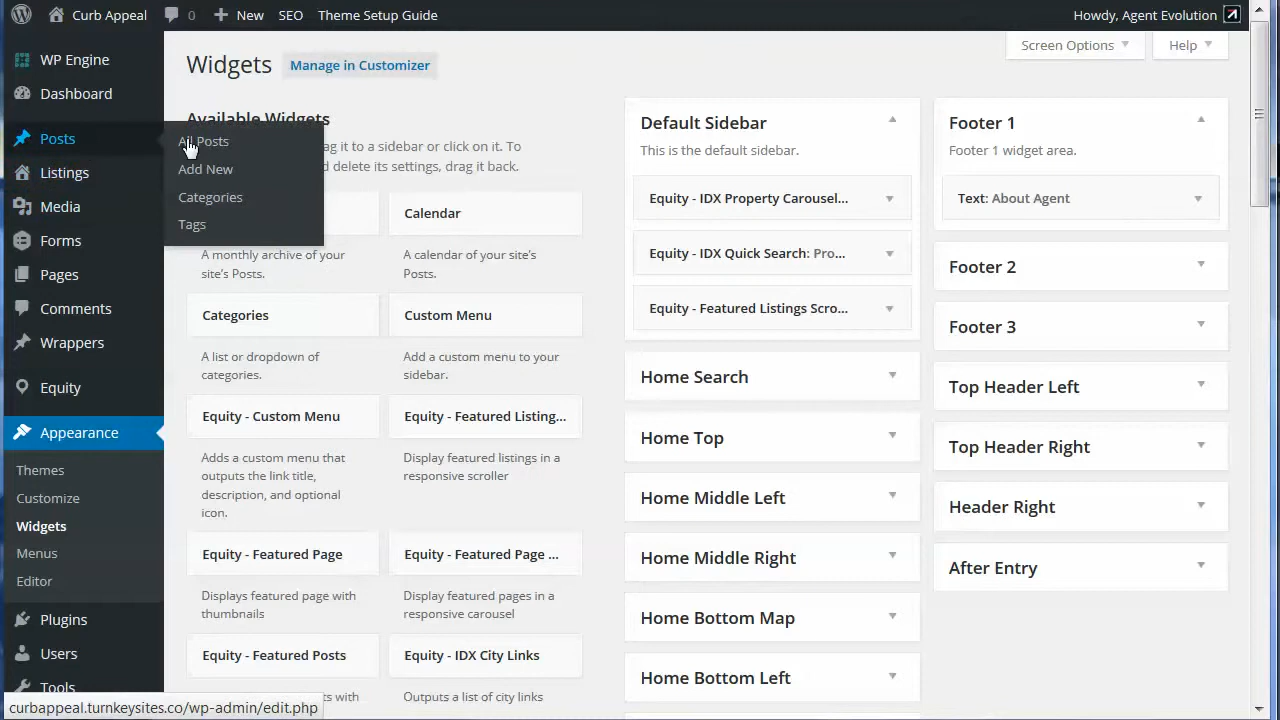 Curb Appeal
0
New
SEO
Theme Setup Guide
Howdy, Agent Evolution
WP Engine
Dashboard
Posts
Listings
Media
Forms
Pages
Comments
Wrappers
Equity
Appearance
Themes
Customize
Widgets
Menus
Editor
Plugins
Users
Tools
All Posts
Add New
Categories
Tags
Widgets
Manage in Customizer
Screen Options
Help
Available Widgets
ag it to a sidebar or click on it. To
d delete its settings, drag it back.
A monthly archive of your
site's Posts.
Calendar
A calendar of your site's
Posts.
Categories
A list or dropdown of
categories.
Custom Menu
Add a custom menu to your
sidebar.
Equity - Custom Menu
Adds a custom menu that
outputs the link title,
description, and optional
icon.
Equity - Featured Listing...
Display featured listings in a
responsive scroller
Equity - Featured Page
Displays featured page with
thumbnails
Equity - Featured Page ...
Display featured pages in a
responsive carousel
Equity - Featured Posts
ts with
Equity - IDX City Links
Outputs a list of city links
Default Sidebar
This is the default sidebar.
Equity - IDX Property Carousel...
Equity - IDX Quick Search: Pro...
Equity - Featured Listings Scro...
Home Search
Home Top
Home Middle Left
Home Middle Right
Home Bottom Map
Home Bottom Left
Footer 1
Footer 1 widget area.
Text: About Agent
Footer 2
Footer 3
Top Header Left
Top Header Right
Header Right
After Entry
curbappeal.turnkeysites.co/wp-admin/edit.php